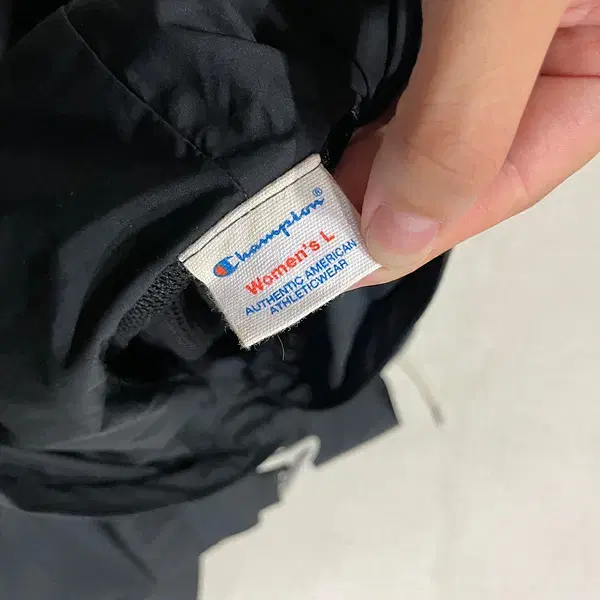 Champion®
Women's L
AUTHENTIC AMERICAN
ATHLETICWEAR